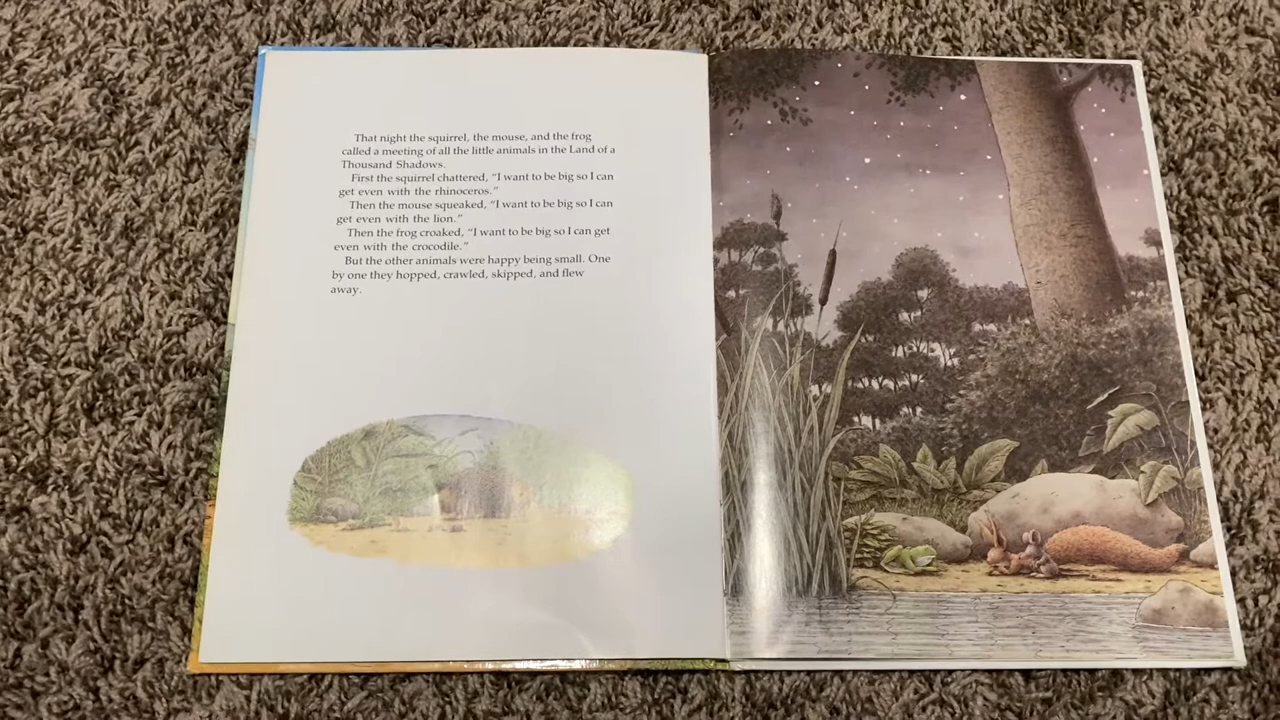 That night the squirrel, the mouse, and the frog
called a meeting of all the little animals in the Land of a
Thousand Shadows.
First the squirrel chattered, “I want to be big so I can
get even with the rhinoceros.”
Then the mouse squeaked, “I want to be big so I can
get even with the lion.”
Then the frog croaked, “I want to be big so I can get
even with the crocodile.”
But the other animals were happy being small. One
by one they hopped, crawled, skipped, and flew
away.